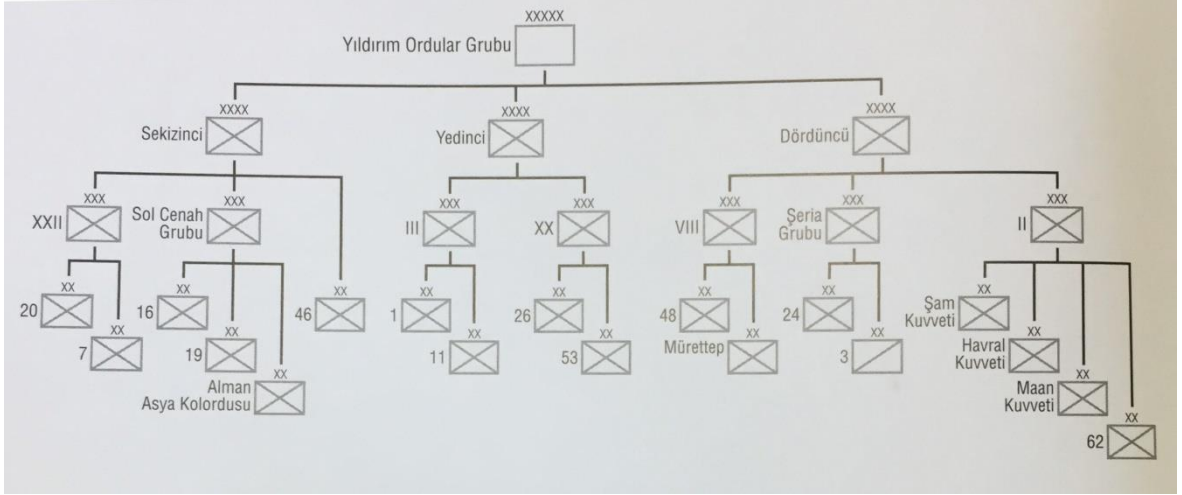 XXXXX
Yıldırım Ordular Grubu
XXXX
XXXX
XXXX
Sekizinci
Yedinci
Dördüncü
XXX
XXX
XXX
XXX
XXX
XXX
XXX
XXII
Sol Cenah
Grubu
III
XX
VIII
Şeria
Grubu
II
XX
XX
XX
XX
XX
XX
XX
XX
20
16
46
1
26
48
24
Şam
Kuvveti
XX
XX
XX
XX
XX
XX
XX
7
19
11
53
Mürettep
3
Havral
Kuvveti
XX
XX
Alman
Asya Kolordusu
Maan
Kuvveti
XX
62